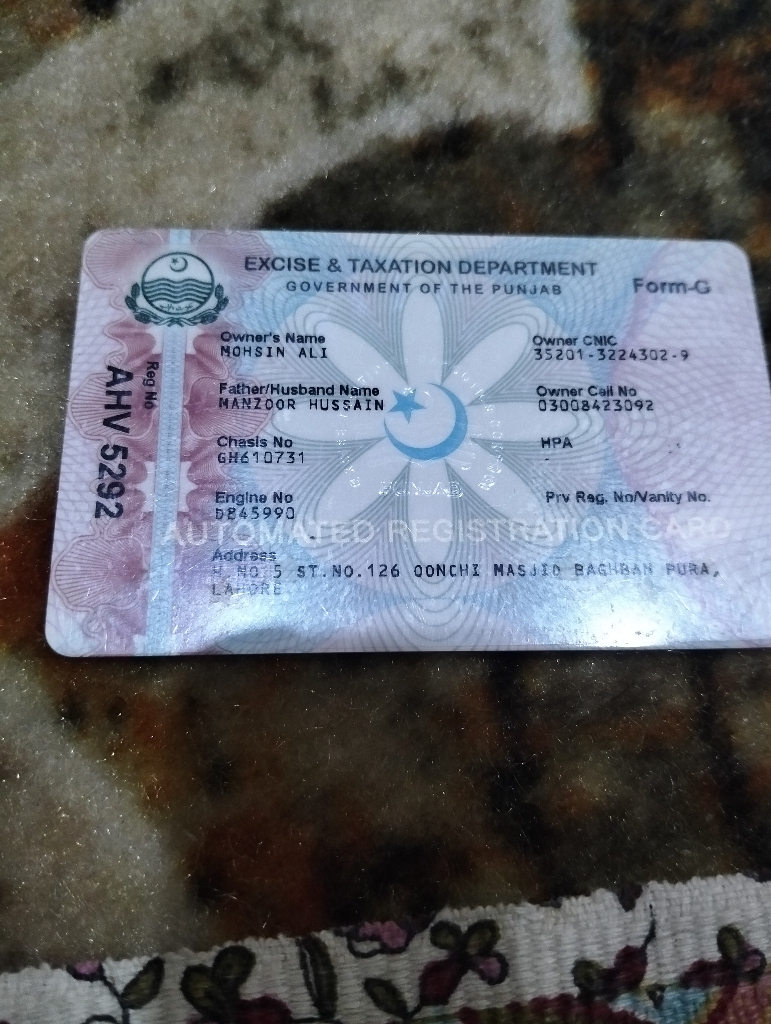 EXCISE & TAXATION DEPARTMENT
GOVERNMENT OF THE PUNJAB
Form-G
Reg No
AHV 5292
Owner's Name
MOHSIN ALI
Owner CNIC
35201-3224302-9
Father/Husband Name
MANZOOR HUSSAIN
Owner Cell No
03008423092
Chasis No
GH610731
HPA
-
Engine No
D845990
Prv Reg. No/Vanity No.
PUNJAB
AUTOMATED REGISTRATION CARD
Address
H NO 5 ST.NO.126 OONCHI MASJID BAGHBAN PURA,
LAHORE